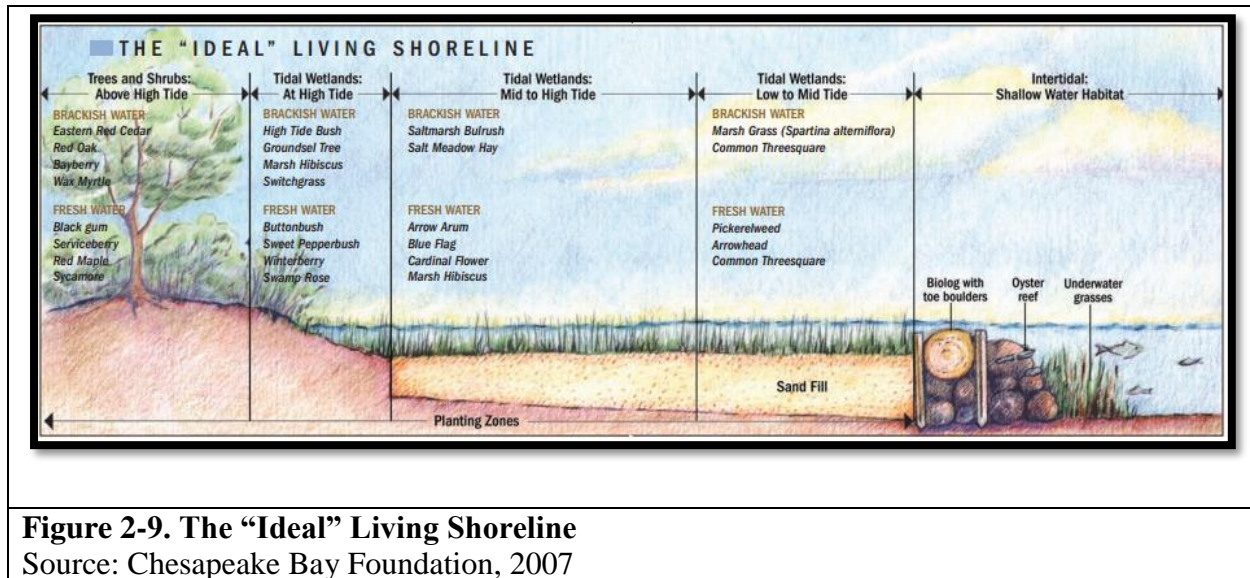 THE "IDEAL" LIVING SHORELINE
Trees and Shrubs:
Above High Tide
BRACKISH WATER
Eastern Red Cedar
Red Oak
Bayberry
Wax Myrtle
FRESH WATER
Black gum
Serviceberry
Red Maple
Sycamore
Tidal Wetlands:
At High Tide
High Tide Bush
Groundsel Tree
Marsh Hibiscus
Switchgrass
FRESH WATER
Buttonbush
Sweet Pepperbush
Winterberry
Swamp Rose
Tidal Wetlands:
Mid to High Tide
BRACKISH WATER
Saltmarsh Bulrush
Salt Meadow Hay
FRESH WATER
Arrow Arum
Blue Flag
Cardinal Flower
Marsh Hibiscus
Tidal Wetlands:
Low to Mid Tide
BRACKISH WATER
Marsh Grass (Spartina alterniflora)
Common Threesquare
FRESH WATER
Pickerelweed
Arrowhead
Common Threesquare
Intertidal:
Shallow Water Habitat
Biolog with
toe boulders
Oyster
reef
Underwater
grasses
Sand Fill
Planting Zones
Figure 2-9. The “Ideal” Living Shoreline
Source: Chesapeake Bay Foundation, 2007